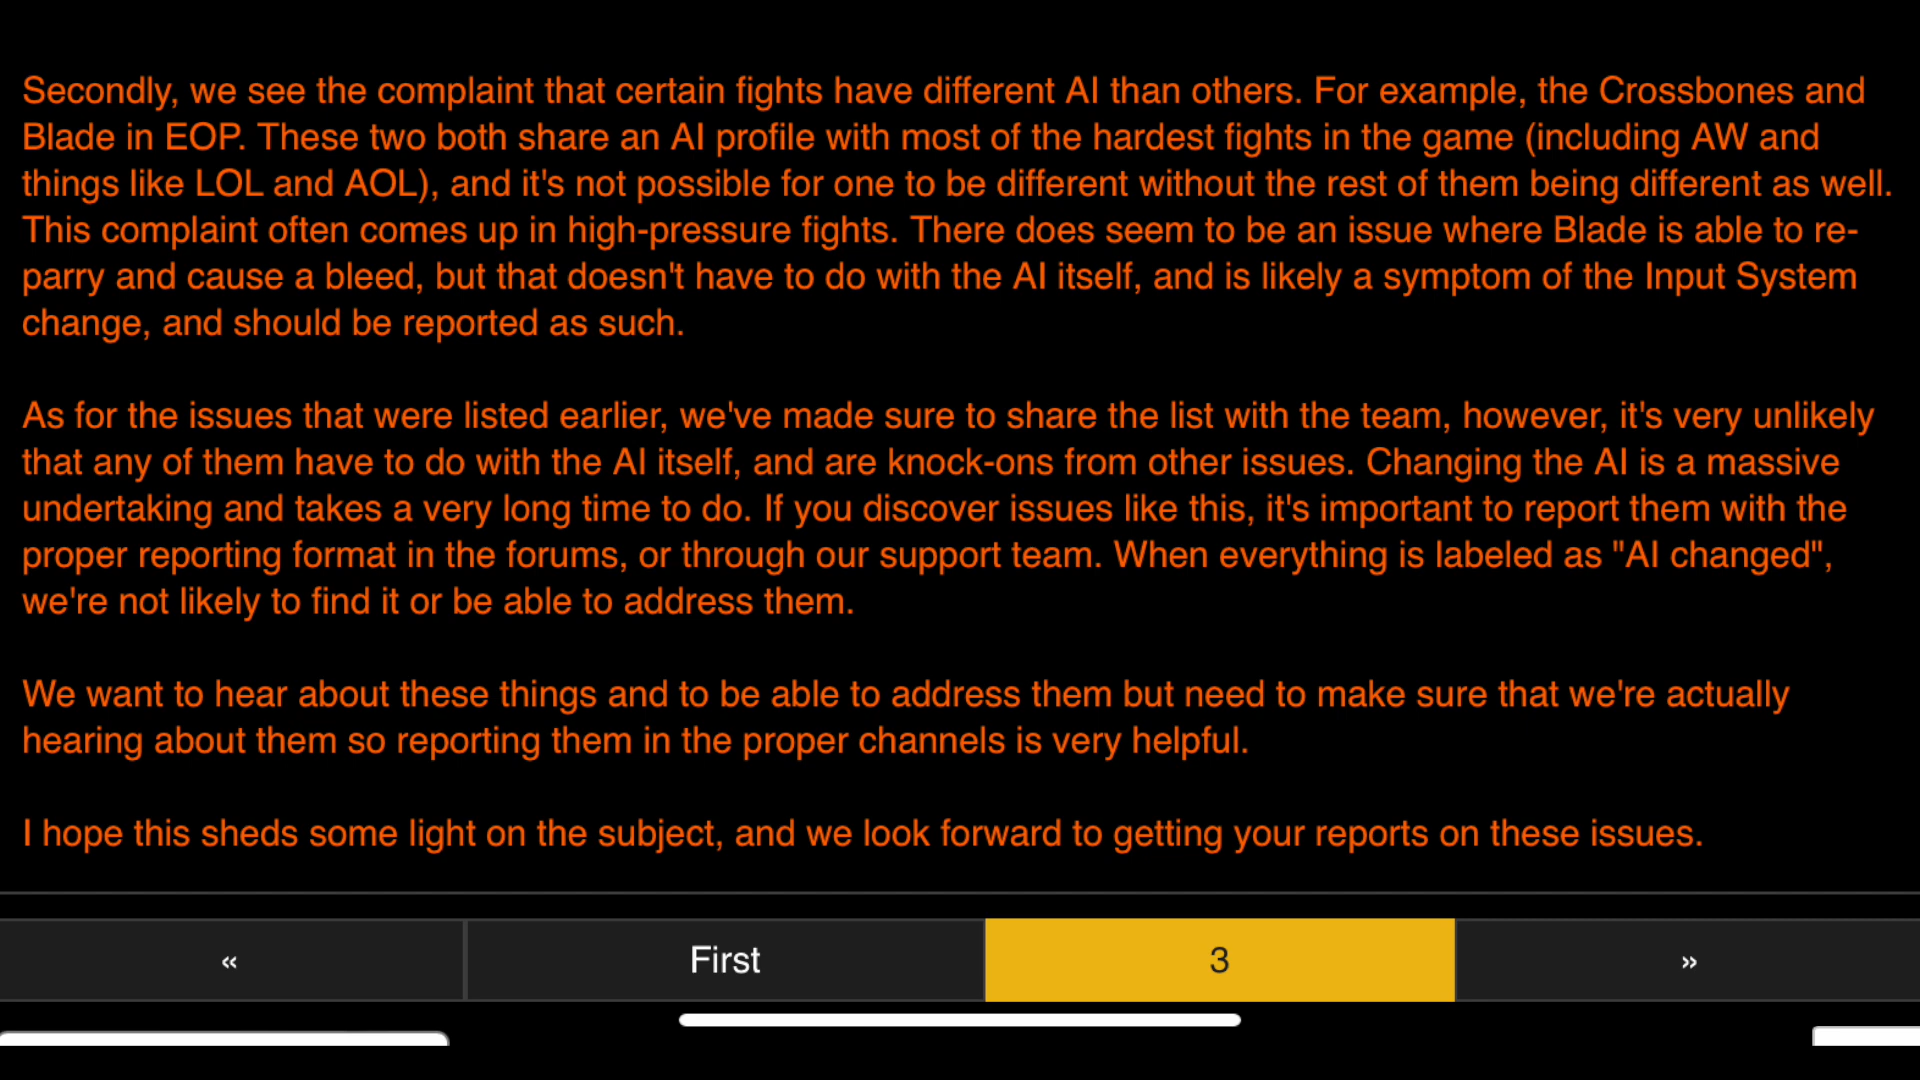 Secondly, we see the complaint that certain fights have different AI than others. For example, the Crossbones and
Blade in EOP. These two both share an AI profile with most of the hardest fights in the game (including AW and
things like LOL and AOL), and it's not possible for one to be different without the rest of them being different as well.
This complaint often comes up in high-pressure fights. There does seem to be an issue where Blade is able to re-
parry and cause a bleed, but that doesn't have to do with the AI itself, and is likely a symptom of the Input System
change, and should be reported as such.
As for the issues that were listed earlier, we've made sure to share the list with the team, however, it's very unlikely
that any of them have to do with the AI itself, and are knock-ons from other issues. Changing the AI is a massive
undertaking and takes a very long time to do. If you discover issues like this, it's important to report them with the
proper reporting format in the forums, or through our support team. When everything is labeled as "AI changed",
we're not likely to find it or be able to address them.
We want to hear about these things and to be able to address them but need to make sure that we're actually
hearing about them so reporting them in the proper channels is very helpful.
I hope this sheds some light on the subject, and we look forward to getting your reports on these issues.
« First 3 »